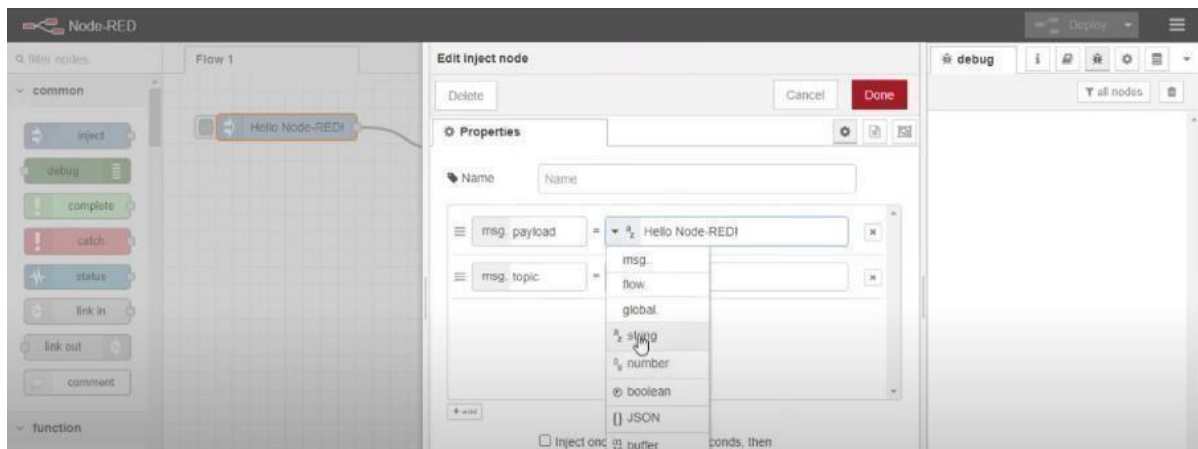 Node-RED
Deploy
filter nodes
Flow 1
Edit inject node
debug
i
all nodes
common
Delete
Cancel
Done
inject
Hello Node-RED!
Properties
debug
Name
Name
complete
msg. payload
=
Hello Node-RED!
catch
msg.
status
msg. topic
=
flow.
link in
global.
string
link out
number
comment
boolean
+ add
{} JSON
function
Inject once
buffer
conds, then